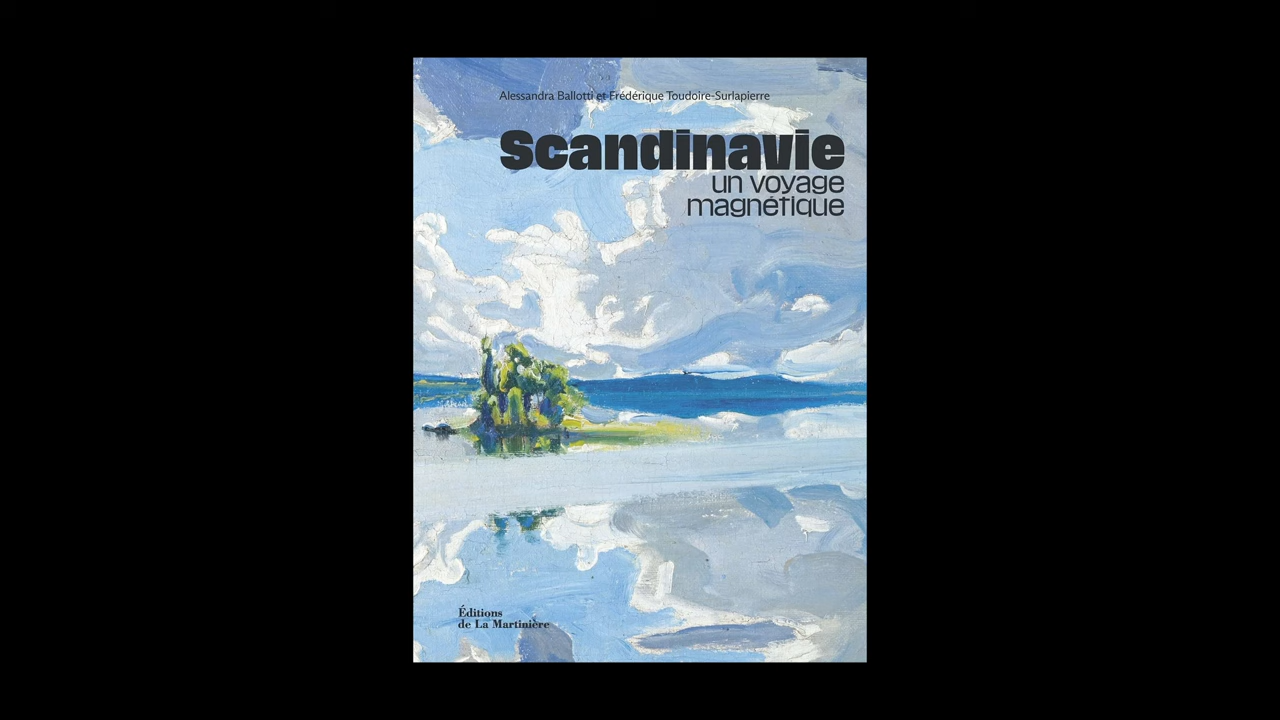 Alessandra Ballotti et Frédérique Toudoire-Surlapierre
Scandinavie
un voyage
magnétique
Éditions
de La Martinière